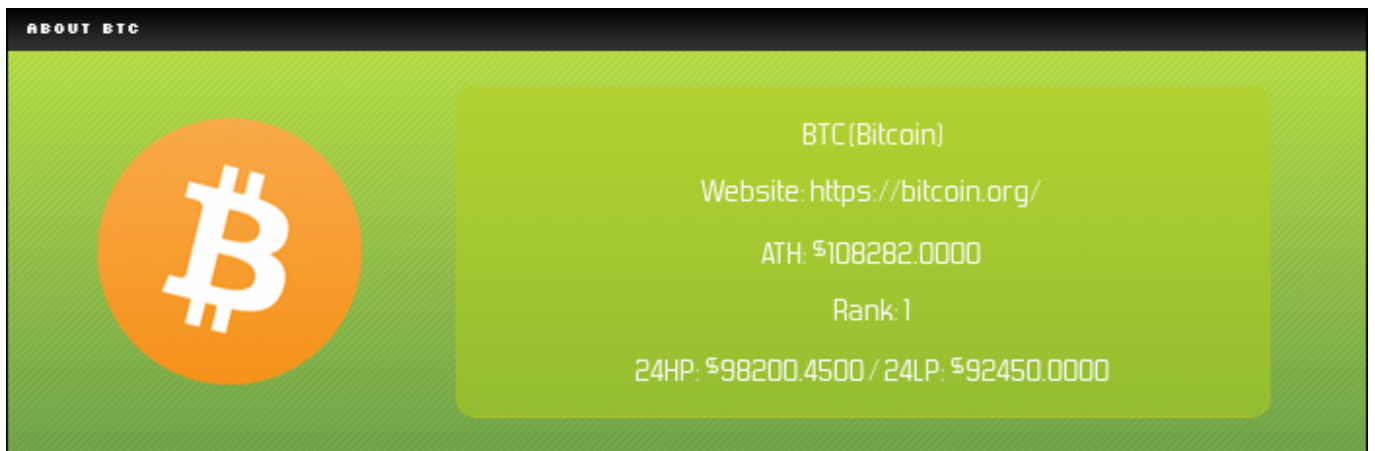 ABOUT BTC
BTC (Bitcoin)
Website: https://bitcoin.org/
ATH: $108282.0000
Rank: 1
24HP: $98200.4500 / 24LP: $92450.0000